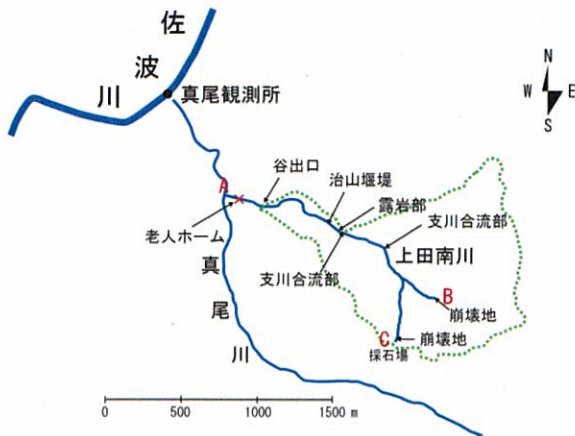 佐波川
真尾観測所
N
W E
S
谷出口
治山堰堤
露岩部
支川合流部
A
×
上田南川
老人ホーム
支川合流部
真尾川
B
崩壊地
C
崩壊地
採石場
0 500 1000 1500 m